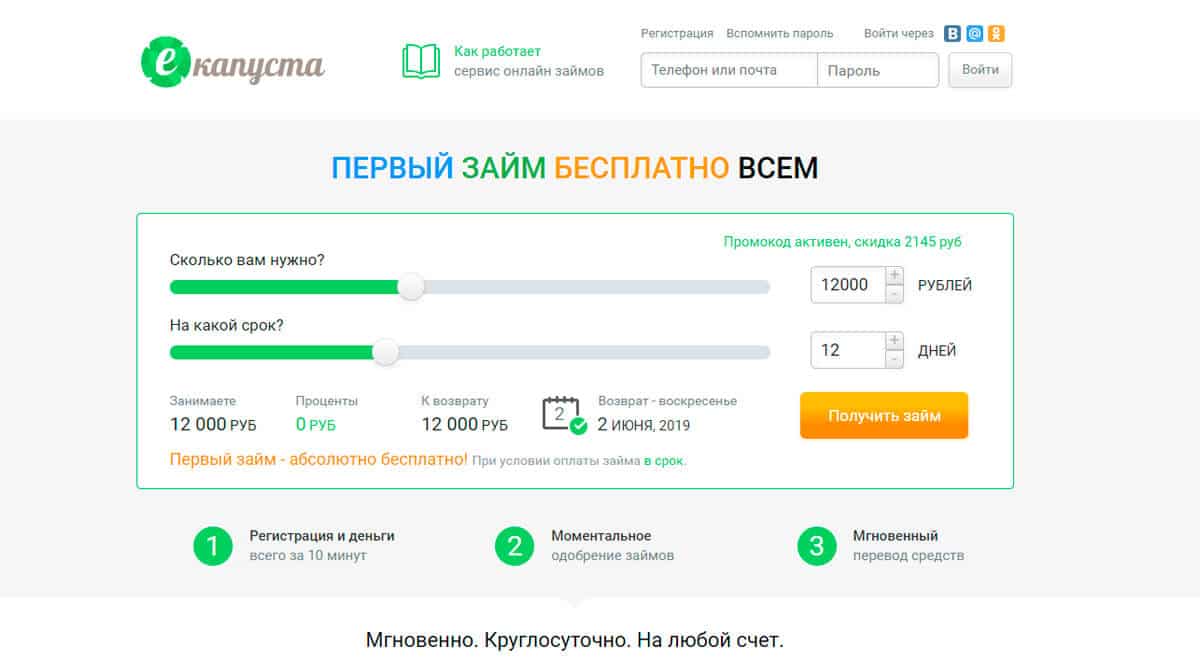 екапуста
Как работает
сервис онлайн займов
Регистрация Вспомнить пароль Войти через
Телефон или почта Пароль Войти
ПЕРВЫЙ ЗАЙМ БЕСПЛАТНО ВСЕМ
Промокод активен, скидка 2145 руб
Сколько вам нужно?
12000 + - РУБЛЕЙ
На какой срок?
12 + - ДНЕЙ
Занимаете Проценты К возврату Возврат - воскресенье
12 000 РУБ 0 РУБ 12 000 РУБ 2 2 ИЮНЯ, 2019
Получить займ
Первый займ - абсолютно бесплатно! При условии оплаты займа в срок.
1 Регистрация и деньги
всего за 10 минут
2 Моментальное
одобрение займов
3 Мгновенный
перевод средств
Мгновенно. Круглосуточно. На любой счет.